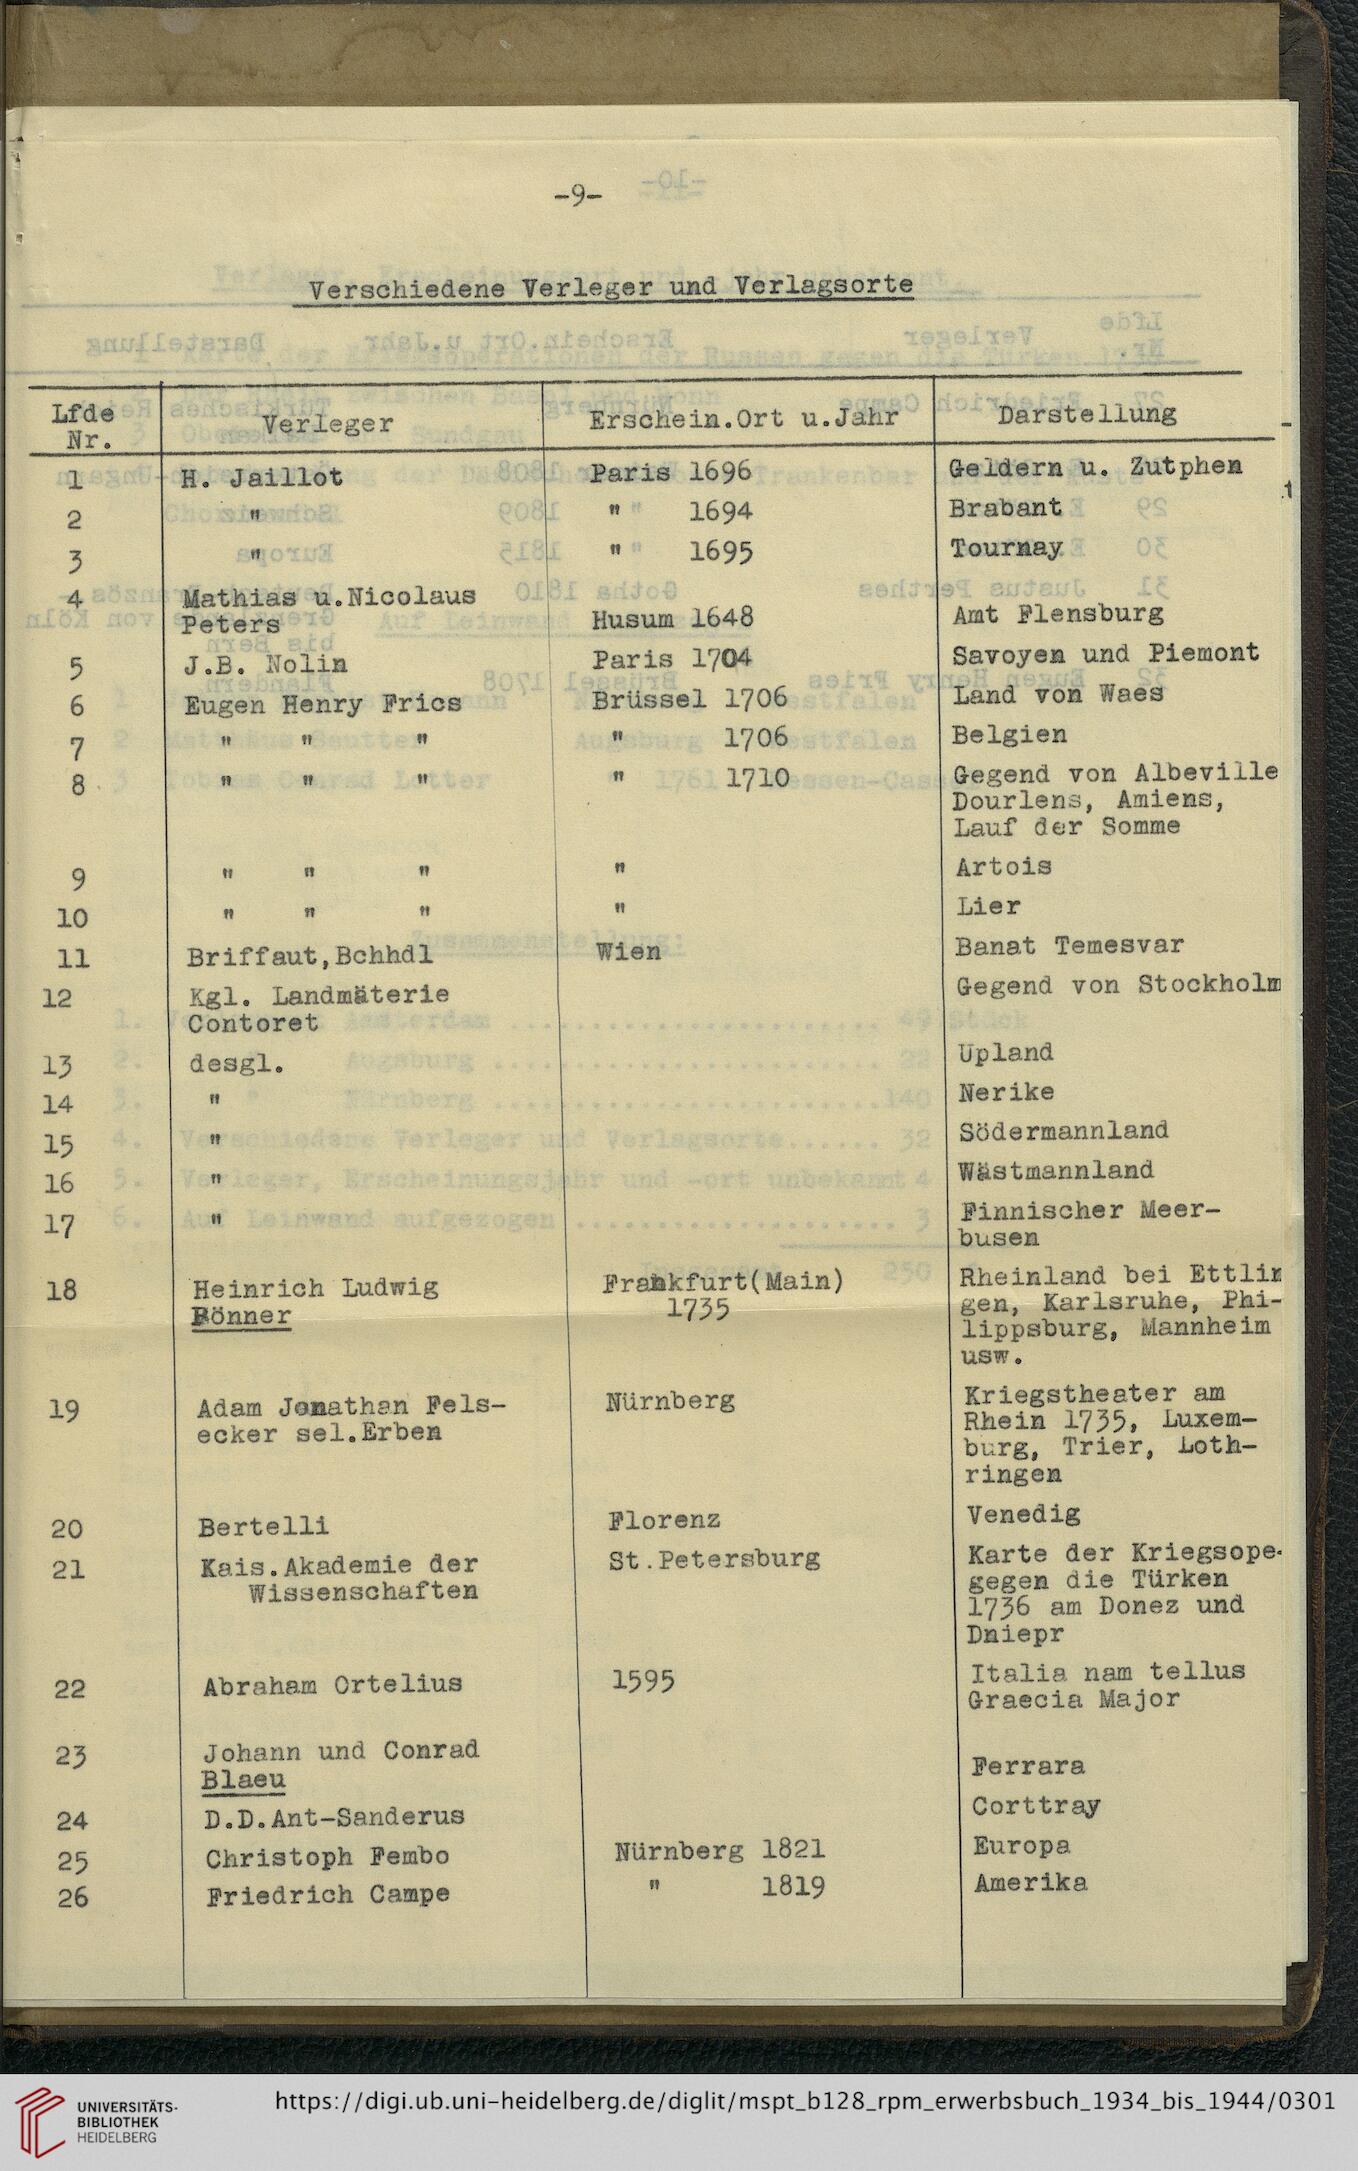 -9-
Verschiedene Verleger und Verlagsorte
Lfde Nr. Verleger Erschein.Ort u.Jahr Darstellung
1 H. Jaillot Paris 1696 Geldern u. Zutphen
2 " " " 1694 Brabant
3 " " " 1695 Tournay
4 Mathias u.Nicolaus
Peters Husum 1648 Amt Flensburg
5 J.B. Nolin Paris 1704 Savoyen und Piemont
6 Eugen Henry Frics Brüssel 1706 Land von Waes
7 " " " " 1706 Belgien
8 " " " " 1710 Gegend von Albeville
Dourlens, Amiens,
Lauf der Somme
9 " " " " Artois
10 " " " " Lier
11 Briffaut,Bchhdl Wien Banat Temesvar
12 Kgl. Landmäterie Gegend von Stockholm
Contoret
13 desgl. Upland
14 " Nerike
15 " Södermannland
16 " Wästmannland
17 " Finnischer Meer-
busen
18 Heinrich Ludwig Frankfurt(Main) Rheinland bei Ettlin
Bönner 1735 gen, Karlsruhe, Phi-
lippsburg, Mannheim
usw.
19 Adam Jonathan Fels- Nürnberg Kriegstheater am
ecker sel.Erben Rhein 1735, Luxem-
burg, Trier, Loth-
ringen
20 Bertelli Florenz Venedig
21 Kais.Akademie der St.Petersburg Karte der Kriegsope-
Wissenschaften gegen die Türken
1736 am Donez und
Dniepr
22 Abraham Ortelius 1595 Italia nam tellus
Graecia Major
23 Johann und Conrad
Blaeu Ferrara
24 D.D.Ant-Sanderus Corttray
25 Christoph Fembo Nürnberg 1821 Europa
26 Friedrich Campe " 1819 Amerika
UNIVERSITÄTS-
BIBLIOTHEK
HEIDELBERG
https://digi.ub.uni-heidelberg.de/diglit/mspt_b128_rpm_erwerbsbuch_1934_bis_1944/0301